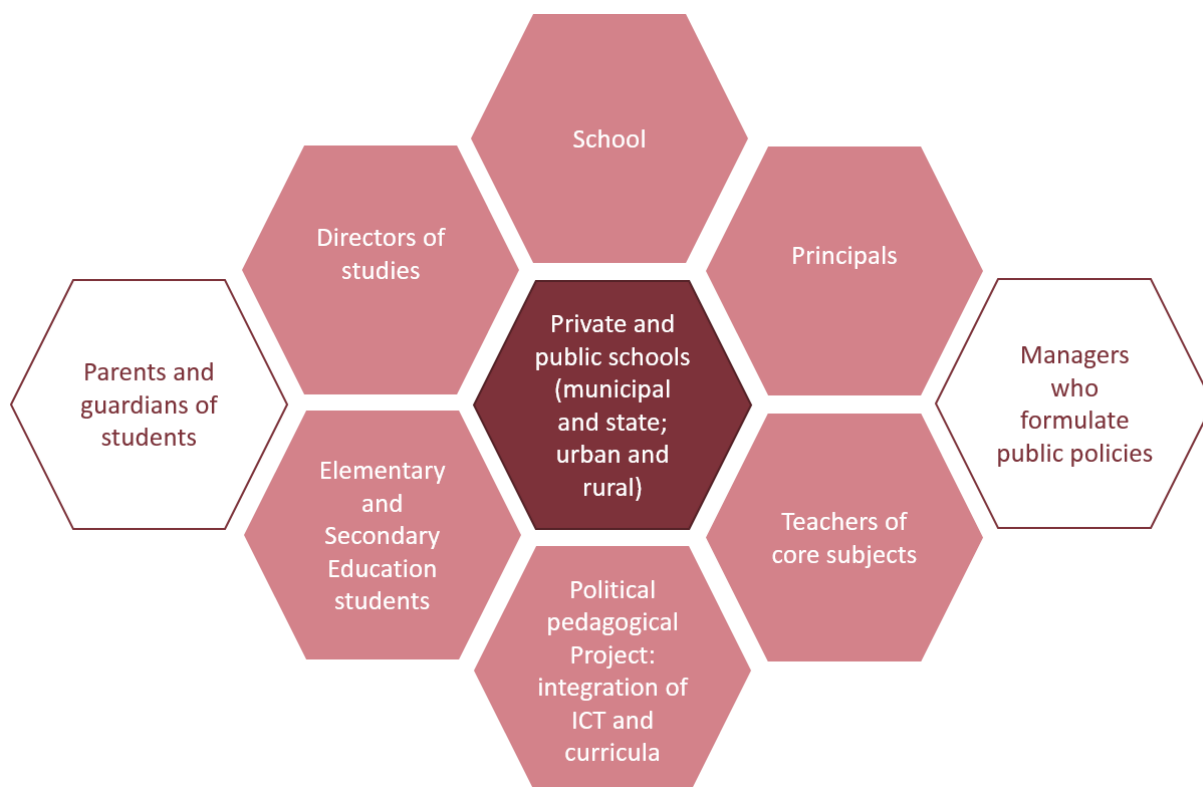 School
Directors of
studies
Principals
Private and
public schools
(municipal
and state;
urban and
rural)
Parents and
guardians of
students
Managers
who
formulate
public policies
Elementary
and
Secondary
Education
students
Teachers of
core subjects
Political
pedagogical
Project:
integration of
ICT and
curricula